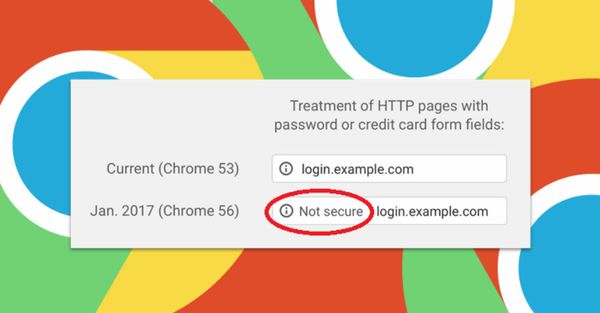 Treatment of HTTP pages with
password or credit card form fields:
Current (Chrome 53) login.example.com
Jan. 2017 (Chrome 56) Not secure login.example.com